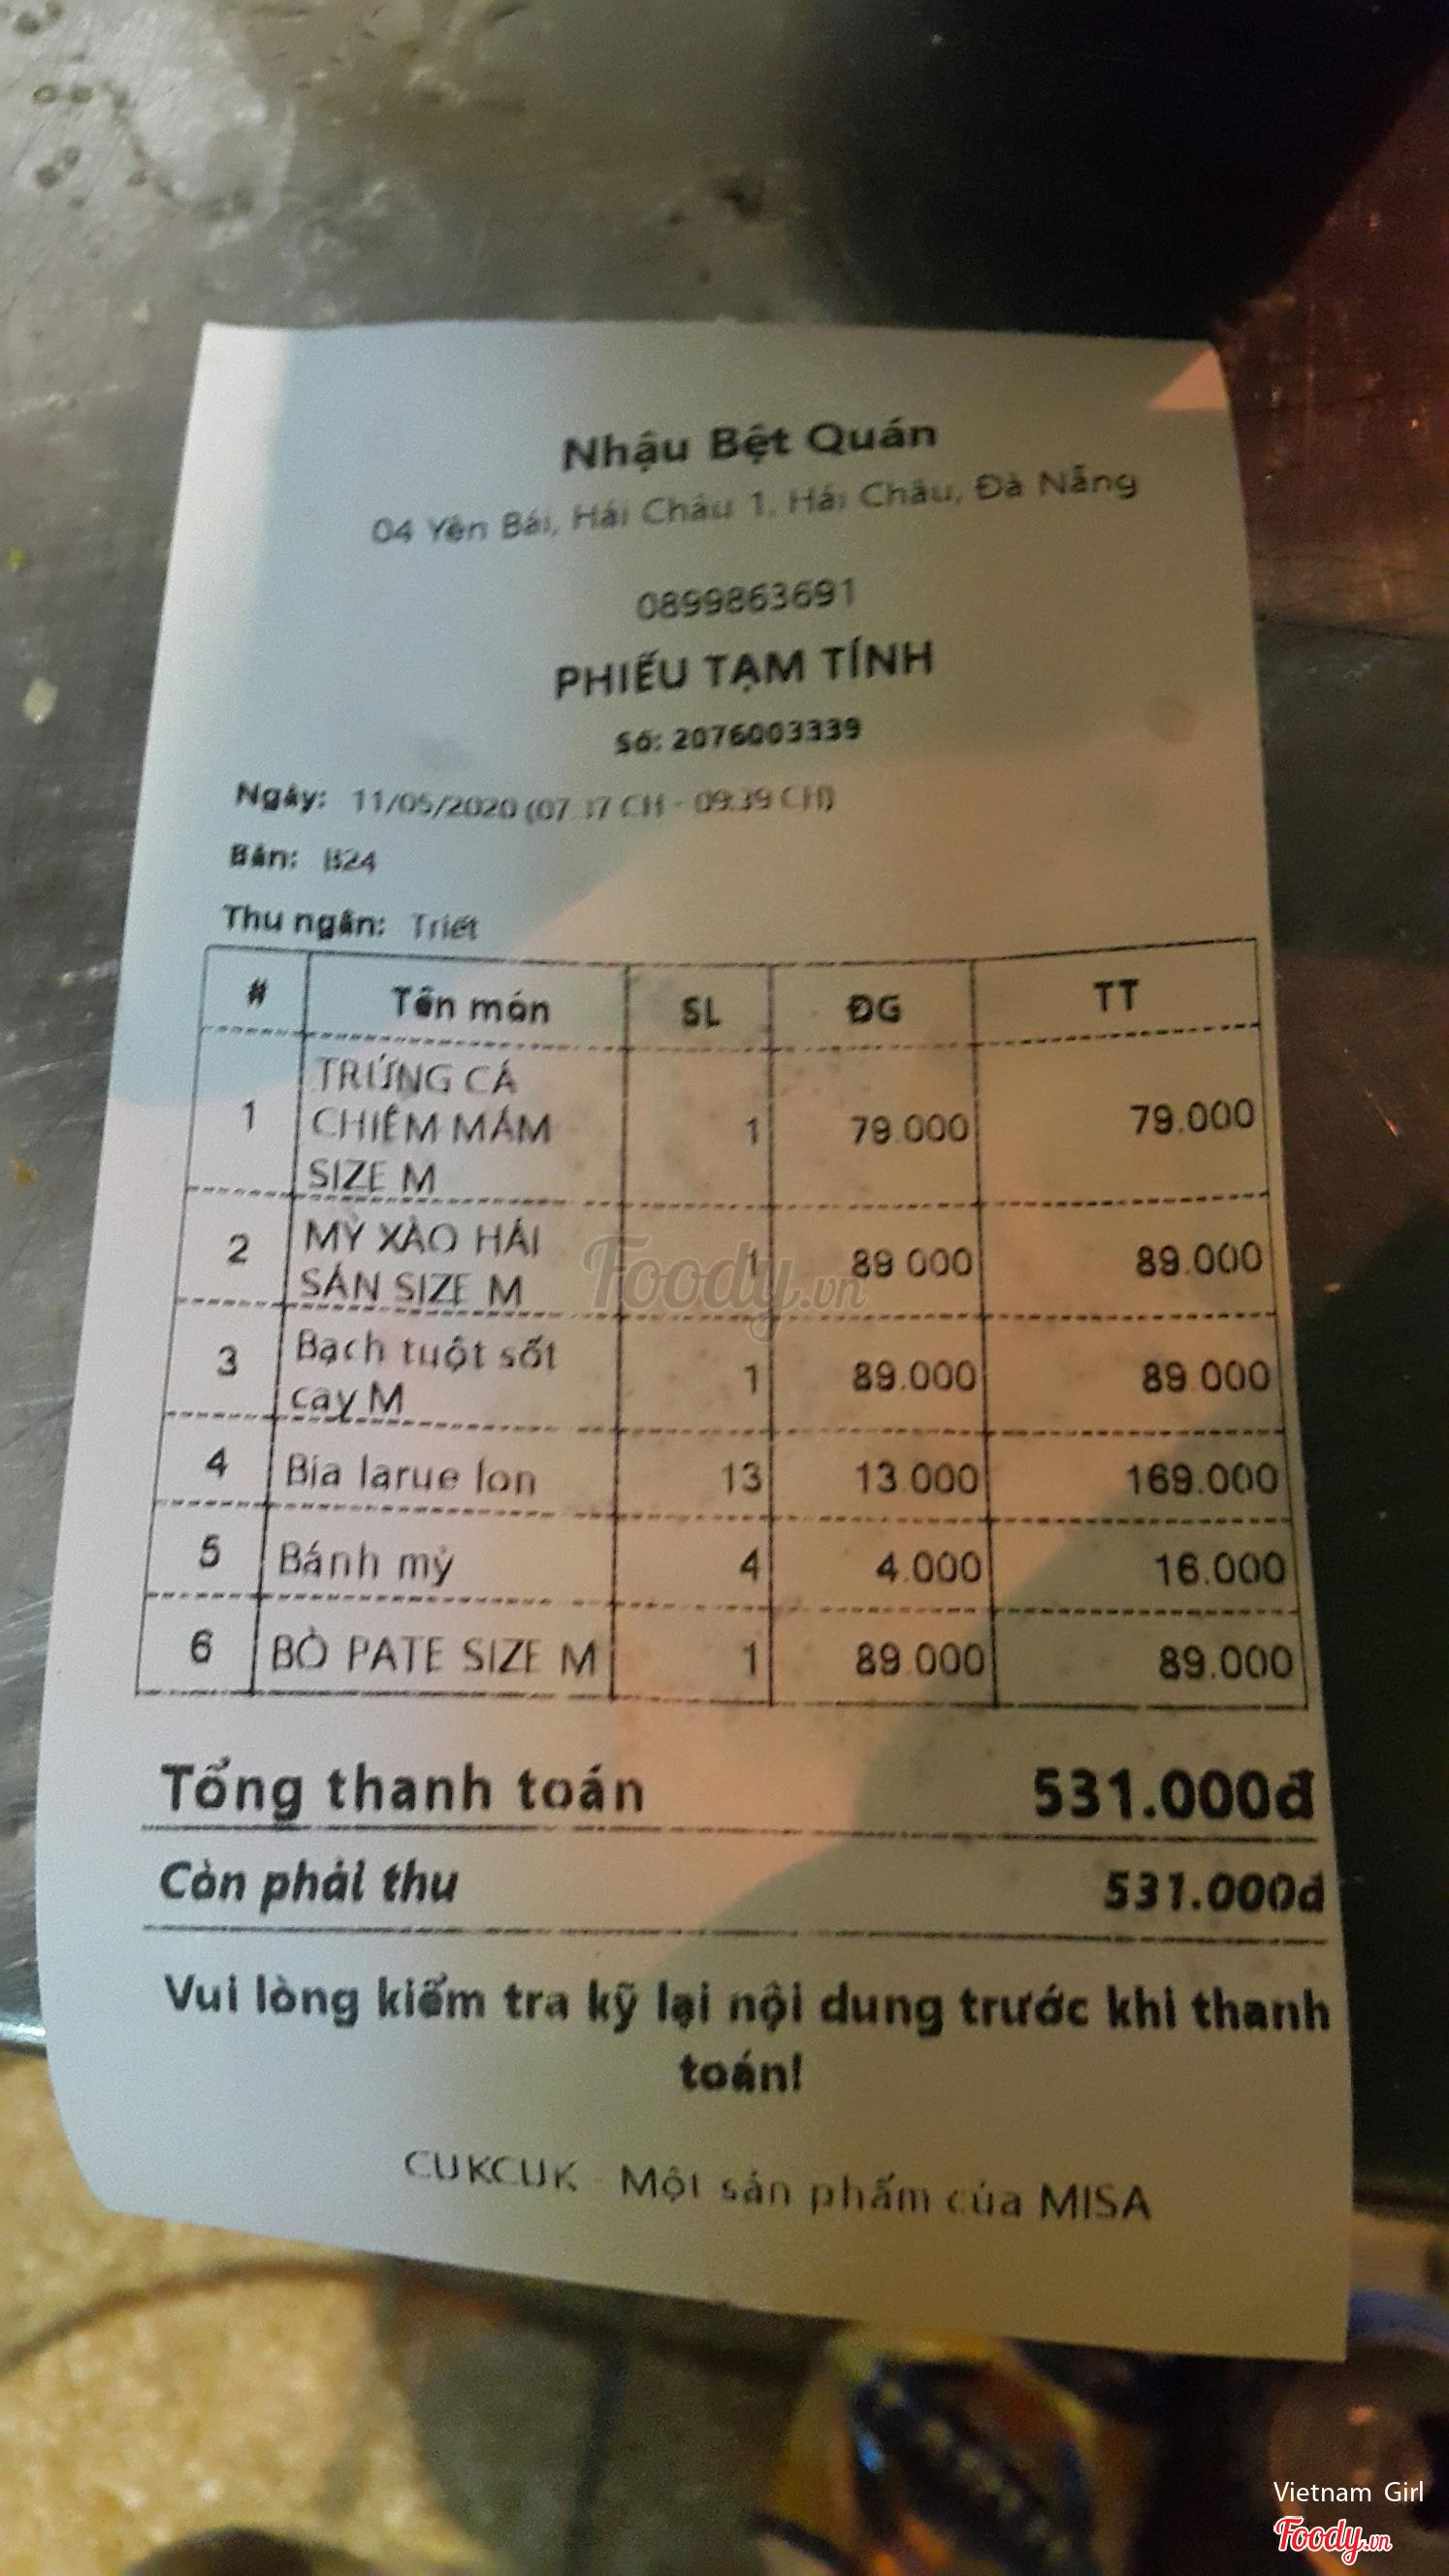 Nhậu Bệt Quán
04 Yên Bái, Hải Châu 1, Hải Châu, Đà Nẵng
0899863691
PHIẾU TẠM TÍNH
Số: 2076003339
Ngày: 11/05/2020 (07:37 CH - 09:39 CH)
Bàn: B24
Thu ngân: Triết
# Tên món SL ĐG TT
1 TRỨNG CÁ CHIÊM MẮM SIZE M 1 79.000 79.000
2 MỲ XÀO HẢI SẢN SIZE M 1 89.000 89.000
3 Bạch tuột sốt cay M 1 89.000 89.000
4 Bia larue lon 13 13.000 169.000
5 Bánh mỳ 4 4.000 16.000
6 BÒ PATE SIZE M 1 89.000 89.000
Tổng thanh toán 531.000đ
Còn phải thu 531.000đ
Vui lòng kiểm tra kỹ lại nội dung trước khi thanh
toán!
CUKCUK - Một sản phẩm của MISA
Foody.vn
Vietnam Girl
Foody.vn